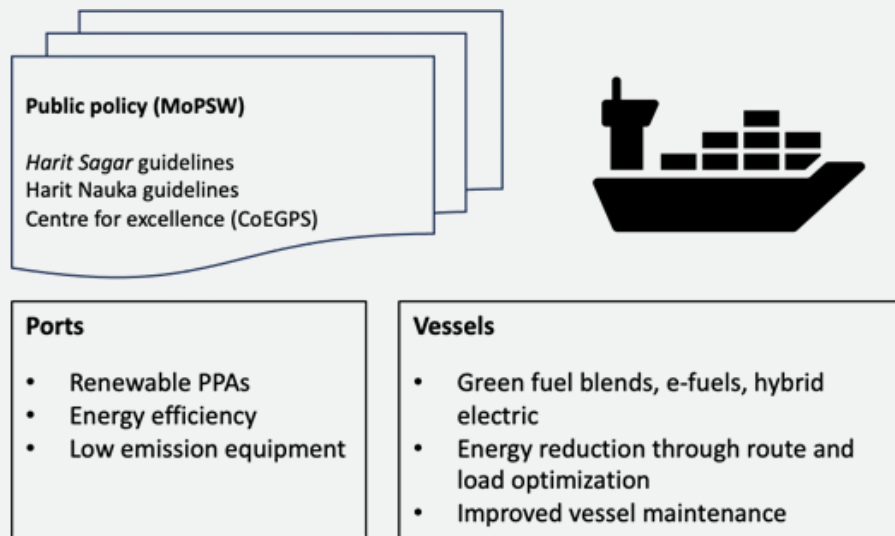 Public policy (MoPSW)
Harit Sagar guidelines
Harit Nauka guidelines
Centre for excellence (CoEGPS)
Ports
• Renewable PPAs
• Energy efficiency
• Low emission equipment
Vessels
• Green fuel blends, e-fuels, hybrid
electric
• Energy reduction through route and
load optimization
• Improved vessel maintenance